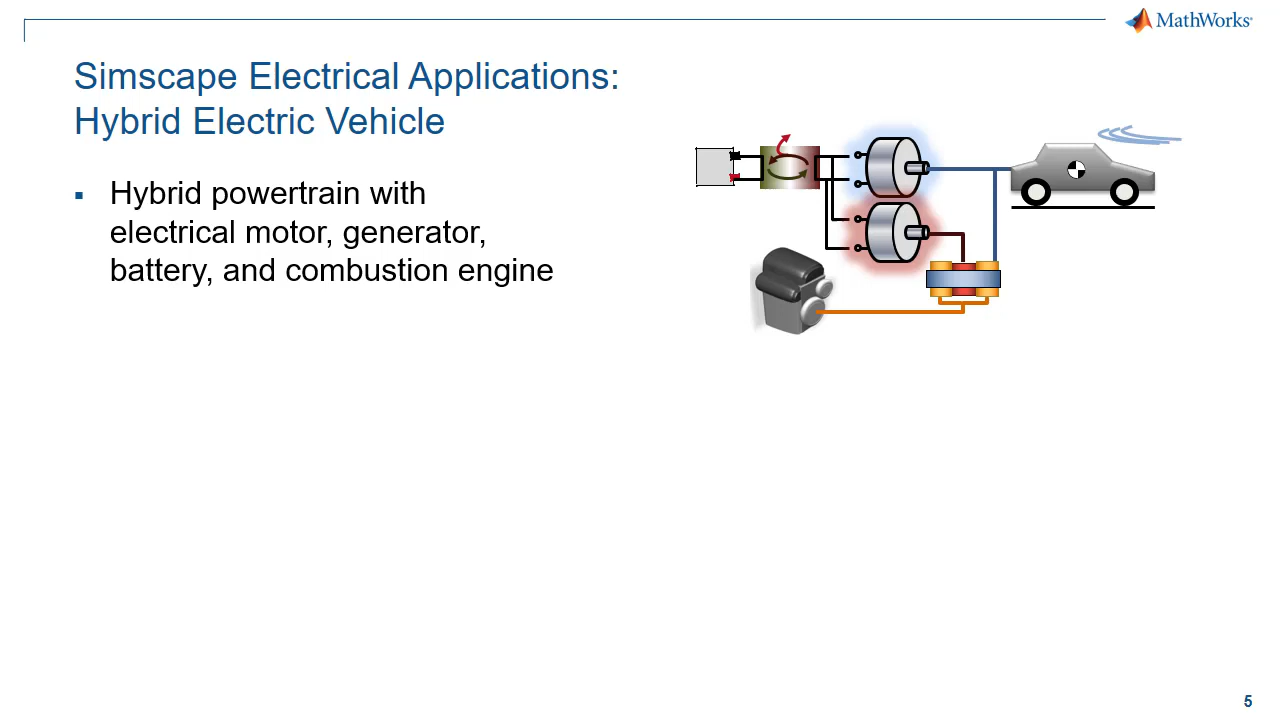 MathWorks®
Simscape Electrical Applications:
Hybrid Electric Vehicle
▪ Hybrid powertrain with
electrical motor, generator,
battery, and combustion engine
5